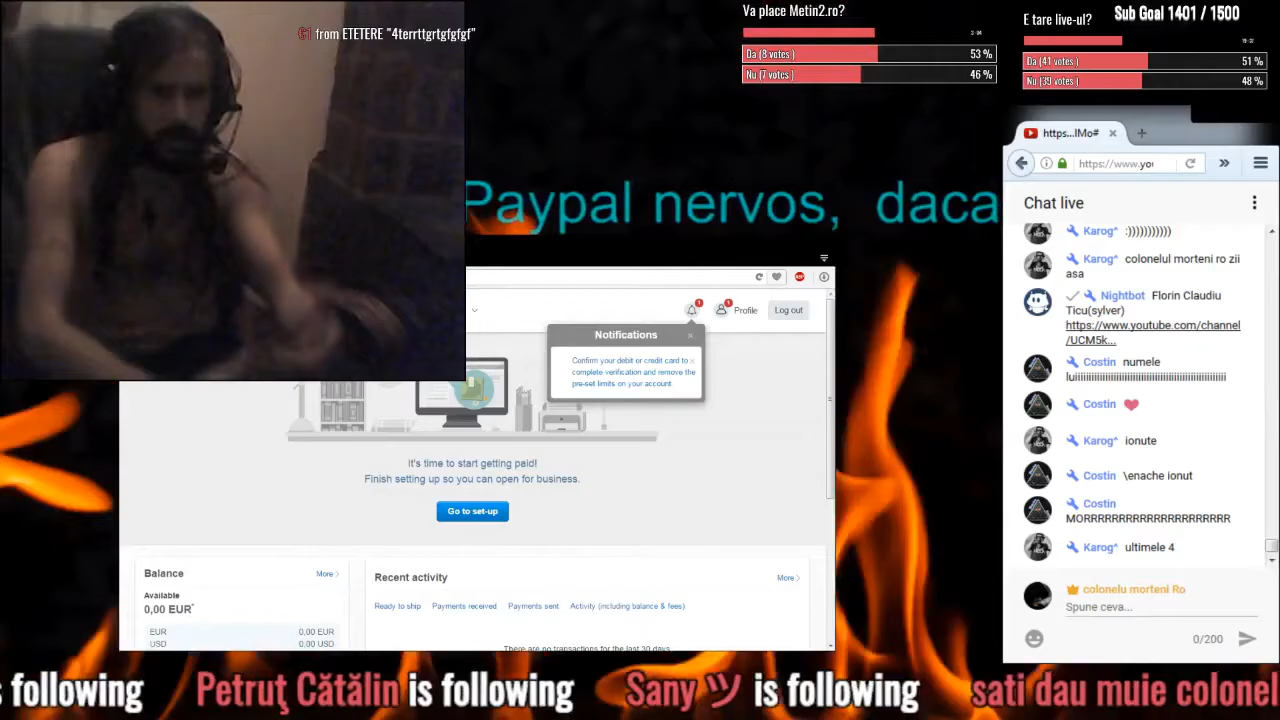 G1 from ETETERE "4terrttgrtgfgfgf"
Va place Metin2.ro?
Da (8 votes )
53 %
Nu (7 votes )
46 %
E tare live-ul?
Sub Goal 1401 / 1500
Da (41 votes )
51 %
Nu (39 votes )
48 %
Paypal nervos, daca
https...lMo#
https://www.you
Chat live
Karog^ :)))))))))))
Karog^ colonelul morteni ro zii
asa
Nightbot Florin Claudiu
Ticu(sylver)
https://www.youtube.com/channel
/UCM5k...
Costin numele
luiiiiiiiiiiiiiiiiiiiiiiiiiiiiiiiiiiiiiii
Costin
Karog^ ionute
Costin \enache ionut
Costin
MORRRRRRRRRRRRRRRRRRRR
Karog^ ultimele 4
colonelu morteni Ro
Spune ceva...
0/200
ABP
1
1
Profile
Log out
Notifications
Confirm your debit or credit card to
complete verification and remove the
pre-set limits on your account.
It's time to start getting paid!
Finish setting up so you can open for business.
Go to set-up
Balance
More
Available
0,00 EUR*
EUR
0,00 EUR
USD
0,00 USD
Recent activity
More
Ready to ship
Payments received
Payments sent
Activity (including balance & fees)
There are no transactions for the last 30 days.
s following
Petruţ Cătălin is following
Sany ツ is following
sati dau muie colonel